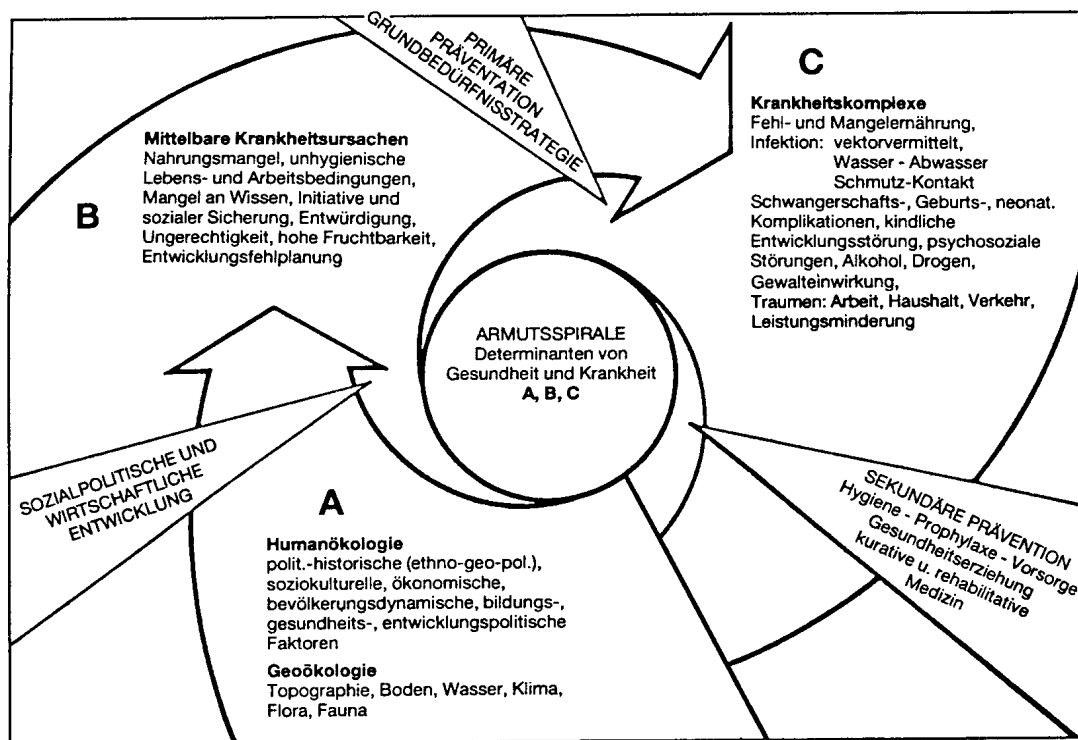 PRIMÄRE
PRÄVENTATION
GRUNDBEDÜRFNISSTRATEGIE
C
Krankheitskomplexe
Fehl- und Mangelernährung,
Infektion: vektorvermittelt,
Wasser - Abwasser
Schmutz-Kontakt
Schwangerschafts-, Geburts-, neonat.
Komplikationen, kindliche
Entwicklungsstörung, psychosoziale
Störungen, Alkohol, Drogen,
Gewalteinwirkung,
Traumen: Arbeit, Haushalt, Verkehr,
Leistungsminderung
B
Mittelbare Krankheitsursachen
Nahrungsmangel, unhygienische
Lebens- und Arbeitsbedingungen,
Mangel an Wissen, Initiative und
sozialer Sicherung, Entwürdigung,
Ungerechtigkeit, hohe Fruchtbarkeit,
Entwicklungsfehlplanung
ARMUTSSPIRALE
Determinanten von
Gesundheit und Krankheit
A, B, C
SOZIALPOLITISCHE UND
WIRTSCHAFTLICHE
ENTWICKLUNG
A
Humanökologie
polit.-historische (ethno-geo-pol.),
soziokulturelle, ökonomische,
bevölkerungsdynamische, bildungs-,
gesundheits-, entwicklungspolitische
Faktoren
Geoökologie
Topographie, Boden, Wasser, Klima,
Flora, Fauna
SEKUNDÄRE PRÄVENTION
Hygiene - Prophylaxe - Vorsorge
Gesundheitserziehung
kurative u. rehabilitative
Medizin